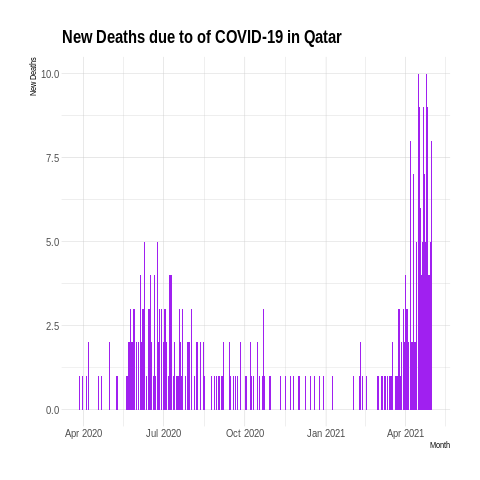 New Deaths due to of COVID-19 in Qatar
New Deaths
10.0
7.5
5.0
2.5
0.0
Apr 2020 Jul 2020 Oct 2020 Jan 2021 Apr 2021
Month